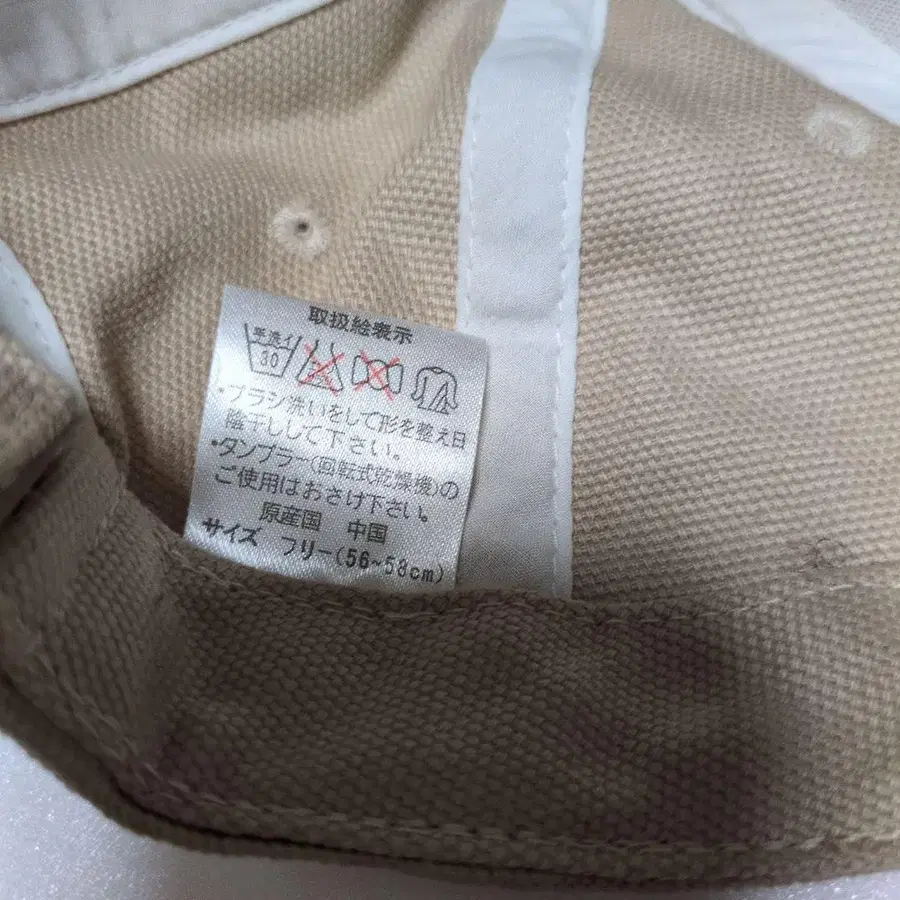 取扱絵表示
手洗イ
30
・ブラシ洗いをして形を整え日
陰干しして下さい。
・タンブラー(回転式乾燥機)の
ご使用はおさけ下さい。
原産国 中国
サイズ フリー(56~58cm)